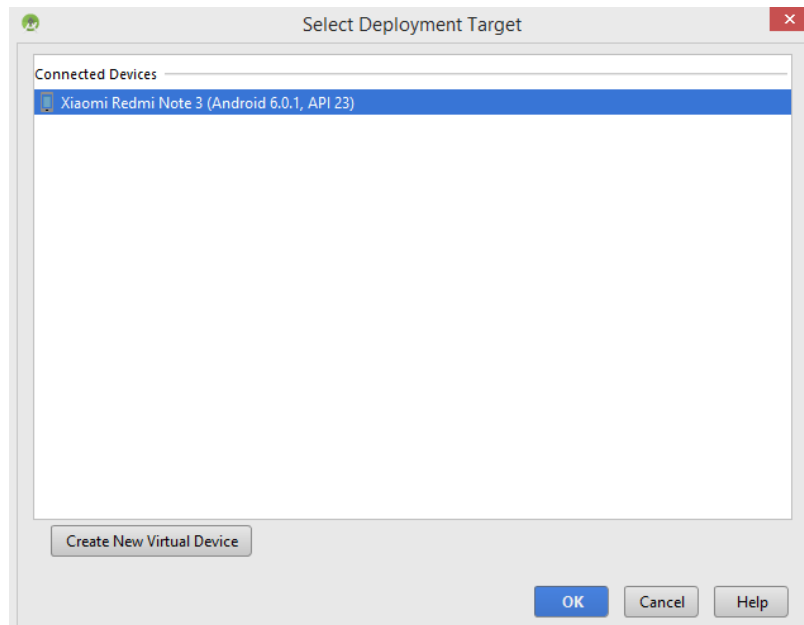 Select Deployment Target
Connected Devices
Xiaomi Redmi Note 3 (Android 6.0.1, API 23)
Create New Virtual Device
OK Cancel Help